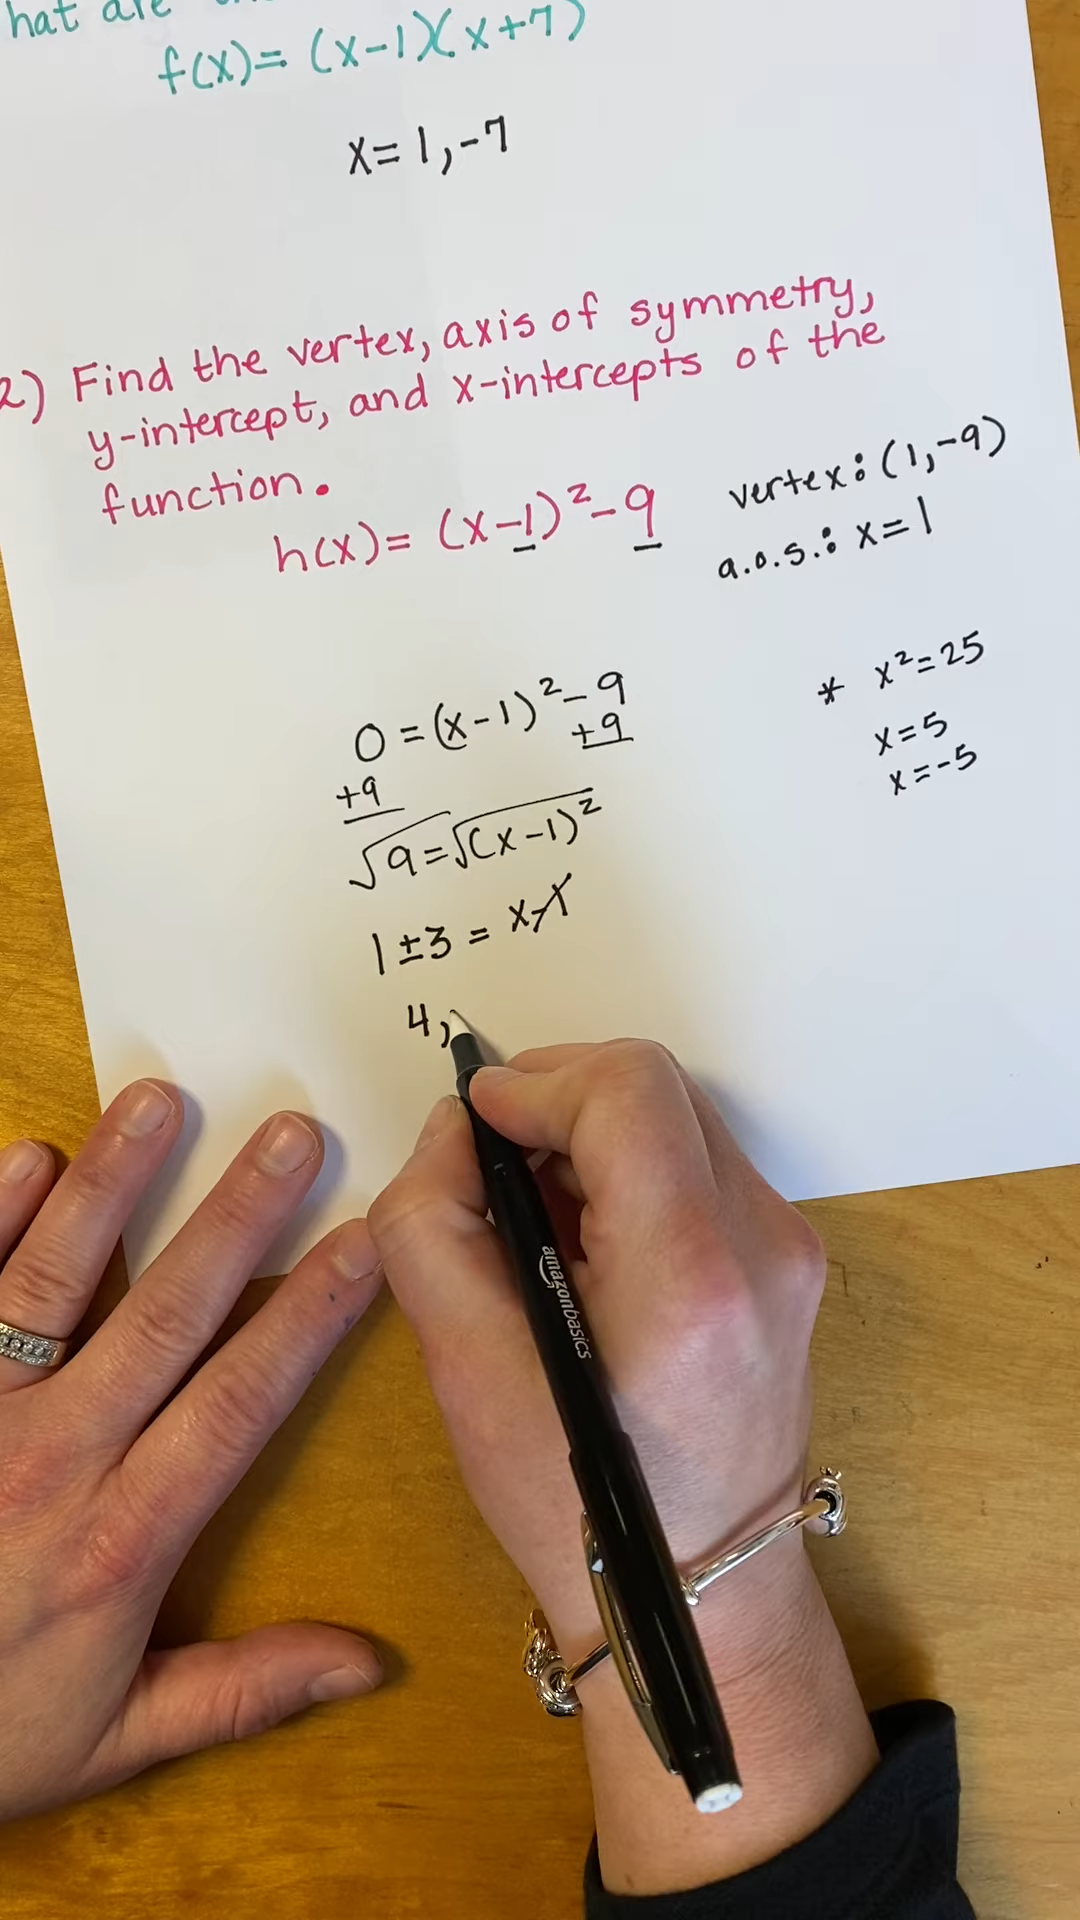 hat are
f(x)= (x-1)(x+7)
x=1,-7
2) Find the vertex, axis of symmetry,
y-intercept, and x-intercepts of the
function.
h(x)= (x-1)²-9
vertex: (1,-9)
a.o.s.: x=1
0=(x-1)²-9
+9 +9
√9=√(x-1)²
1±3 = x-1
4,
* x²=25
x=5
x=-5
amazonbasics